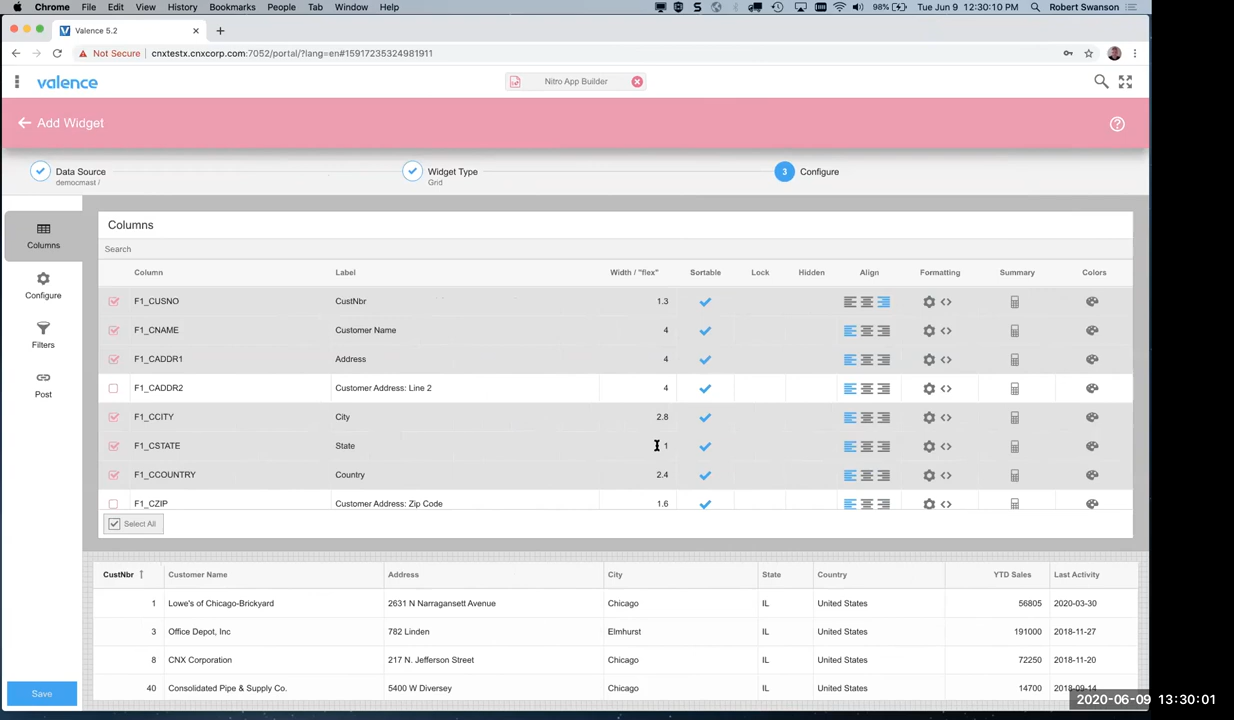 Chrome File Edit View History Bookmarks People Tab Window Help 98% Tue Jun 9 12:30:10 PM Robert Swanson
Valence 5.2
Not Secure cnxtestx.cnxcorp.com:7052/portal/?lang=en#15917235324981911
valence Nitro App Builder
Add Widget
Data Source
democmast /
Widget Type
Grid
3 Configure
Columns
Configure
Filters
Post
Save
Columns
Search
Column Label Width / "flex" Sortable Lock Hidden Align Formatting Summary Colors
F1_CUSNO CustNbr 1.3
F1_CNAME Customer Name 4
F1_CADDR1 Address 4
F1_CADDR2 Customer Address: Line 2 4
F1_CCITY City 2.8
F1_CSTATE State 1
F1_CCOUNTRY Country 2.4
F1_CZIP Customer Address: Zip Code 1.6
Select All
CustNbr Customer Name Address City State Country YTD Sales Last Activity
1 Lowe's of Chicago-Brickyard 2631 N Narragansett Avenue Chicago IL United States 56805 2020-03-30
3 Office Depot, Inc 782 Linden Elmhurst IL United States 191000 2018-11-27
8 CNX Corporation 217 N. Jefferson Street Chicago IL United States 72250 2018-11-20
40 Consolidated Pipe & Supply Co. 5400 W Diversey Chicago IL United States 14700 2018-09-14
2020-06-09 13:30:01